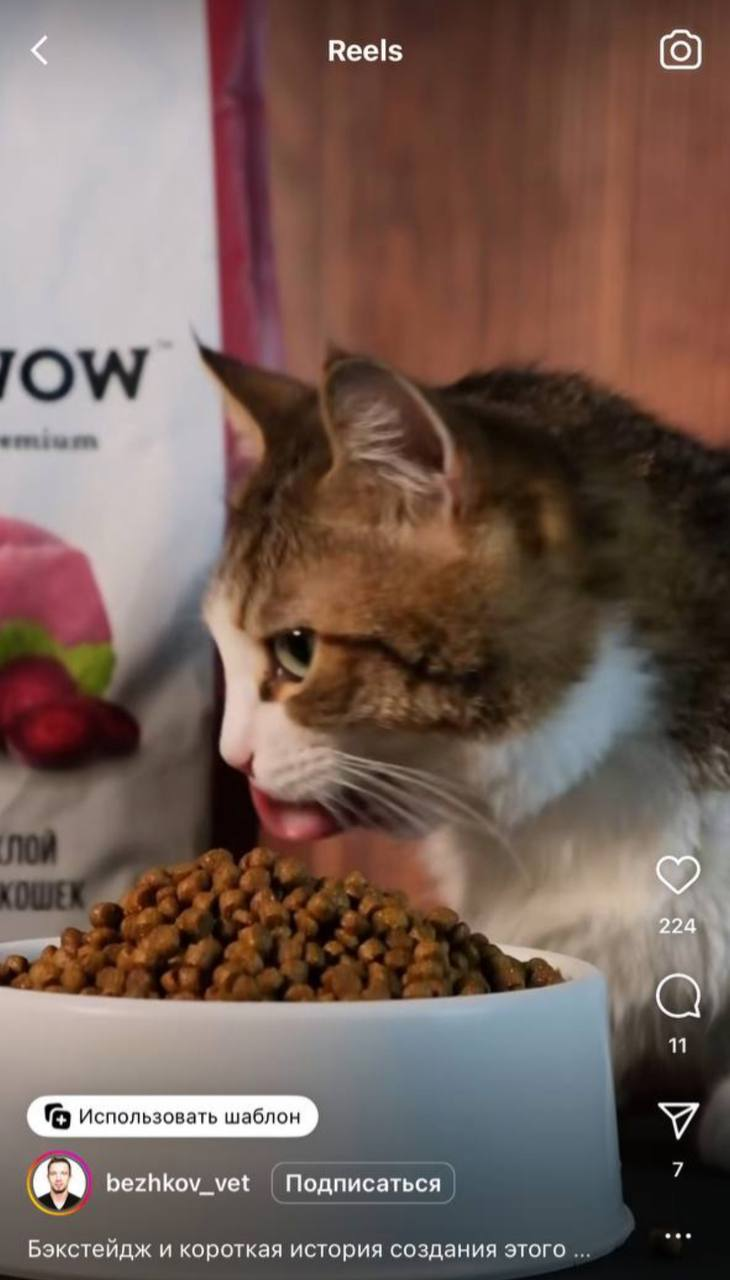 Reels
WOW
emium
КЛОЙ
КОШЕК
224
11
7
Использовать шаблон
bezhkov_vet
Подписаться
Бэкстейдж и короткая история создания этого ...